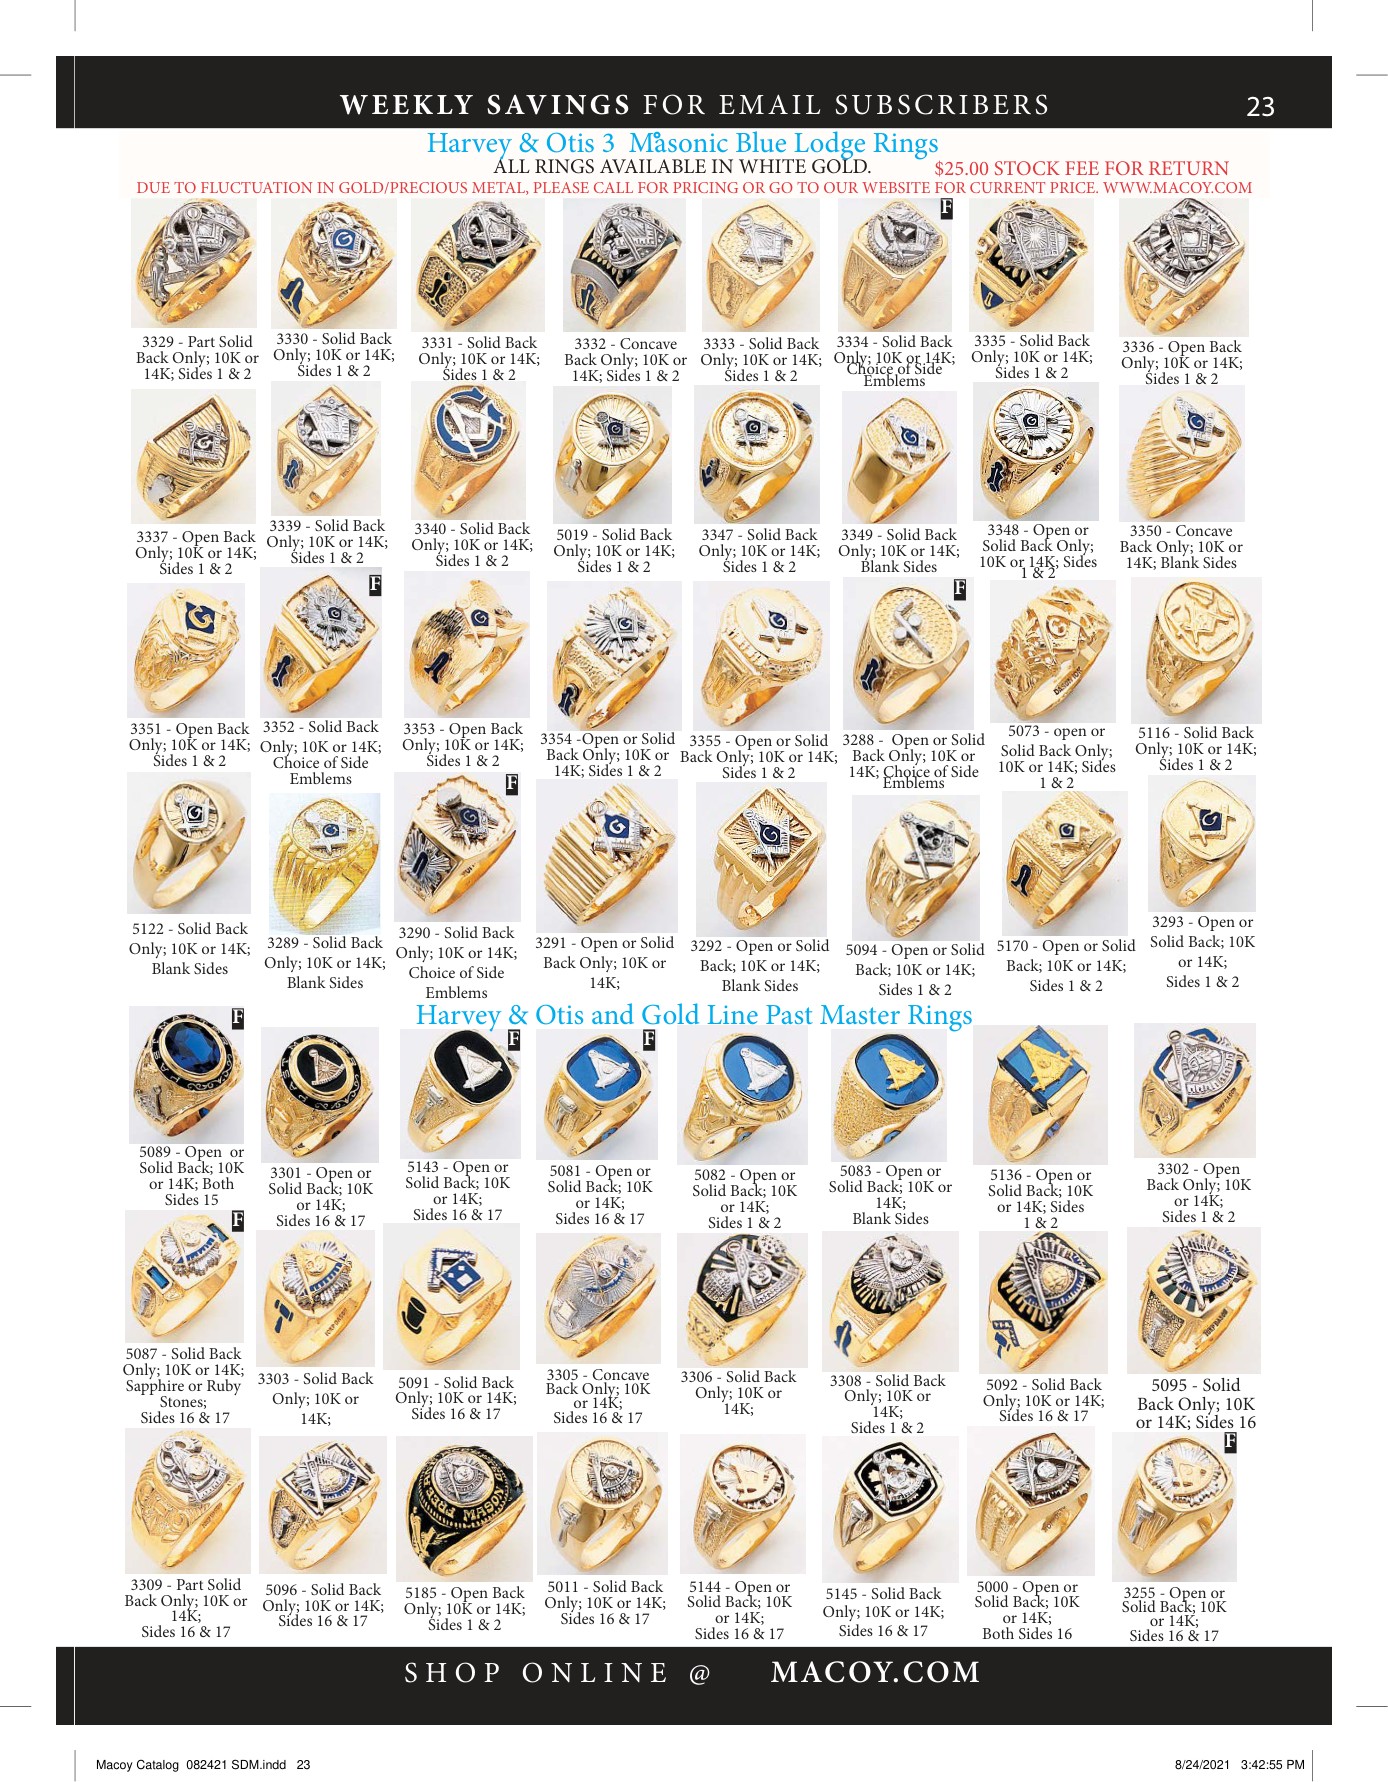 WEEKLY SAVINGS FOR EMAIL SUBSCRIBERS
23
Harvey & Otis 3° Masonic Blue Lodge Rings
ALL RINGS AVAILABLE IN WHITE GOLD.
$25.00 STOCK FEE FOR RETURN
DUE TO FLUCTUATION IN GOLD/PRECIOUS METAL, PLEASE CALL FOR PRICING OR GO TO OUR WEBSITE FOR CURRENT PRICE. WWW.MACOY.COM
F
3329 - Part Solid
Back Only; 10K or
14K; Sides 1 & 2
3330 - Solid Back
Only; 10K or 14K;
Sides 1 & 2
3331 - Solid Back
Only; 10K or 14K;
Sides 1 & 2
3332 - Concave
Back Only; 10K or
14K; Sides 1 & 2
3333 - Solid Back
Only; 10K or 14K;
Sides 1 & 2
3334 - Solid Back
Only; 10K or 14K;
Choice of Side
Emblems
3335 - Solid Back
Only; 10K or 14K;
Sides 1 & 2
3336 - Open Back
Only; 10K or 14K;
Sides 1 & 2
3337 - Open Back
Only; 10K or 14K;
Sides 1 & 2
3339 - Solid Back
Only; 10K or 14K;
Sides 1 & 2
3340 - Solid Back
Only; 10K or 14K;
Sides 1 & 2
5019 - Solid Back
Only; 10K or 14K;
Sides 1 & 2
3347 - Solid Back
Only; 10K or 14K;
Sides 1 & 2
3349 - Solid Back
Only; 10K or 14K;
Blank Sides
3348 - Open or
Solid Back Only;
10K or 14K; Sides
1 & 2
3350 - Concave
Back Only; 10K or
14K; Blank Sides
F
F
3351 - Open Back
Only; 10K or 14K;
Sides 1 & 2
3352 - Solid Back
Only; 10K or 14K;
Choice of Side
Emblems
3353 - Open Back
Only; 10K or 14K;
Sides 1 & 2
3354 -Open or Solid
Back Only; 10K or
14K; Sides 1 & 2
3355 - Open or Solid
Back Only; 10K or 14K;
Sides 1 & 2
3288 - Open or Solid
Back Only; 10K or
14K; Choice of Side
Emblems
5073 - open or
Solid Back Only;
10K or 14K; Sides
1 & 2
5116 - Solid Back
Only; 10K or 14K;
Sides 1 & 2
F
5122 - Solid Back
Only; 10K or 14K;
Blank Sides
3289 - Solid Back
Only; 10K or 14K;
Blank Sides
3290 - Solid Back
Only; 10K or 14K;
Choice of Side
Emblems
3291 - Open or Solid
Back Only; 10K or
14K;
3292 - Open or Solid
Back; 10K or 14K;
Blank Sides
5094 - Open or Solid
Back; 10K or 14K;
Sides 1 & 2
5170 - Open or Solid
Back; 10K or 14K;
Sides 1 & 2
3293 - Open or
Solid Back; 10K
or 14K;
Sides 1 & 2
Harvey & Otis and Gold Line Past Master Rings
F
F
F
5089 - Open or
Solid Back; 10K
or 14K; Both
Sides 15
3301 - Open or
Solid Back; 10K
or 14K;
Sides 16 & 17
5143 - Open or
Solid Back; 10K
or 14K;
Sides 16 & 17
5081 - Open or
Solid Back; 10K
or 14K;
Sides 16 & 17
5082 - Open or
Solid Back; 10K
or 14K;
Sides 1 & 2
5083 - Open or
Solid Back; 10K or
14K;
Blank Sides
5136 - Open or
Solid Back; 10K
or 14K; Sides
1 & 2
3302 - Open
Back Only; 10K
or 14K;
Sides 1 & 2
F
5087 - Solid Back
Only; 10K or 14K;
Sapphire or Ruby
Stones;
Sides 16 & 17
3303 - Solid Back
Only; 10K or
14K;
5091 - Solid Back
Only; 10K or 14K;
Sides 16 & 17
3305 - Concave
Back Only; 10K
or 14K;
Sides 16 & 17
3306 - Solid Back
Only; 10K or
14K;
3308 - Solid Back
Only; 10K or
14K;
Sides 1 & 2
5092 - Solid Back
Only; 10K or 14K;
Sides 16 & 17
5095 - Solid
Back Only; 10K
or 14K; Sides 16
F
3309 - Part Solid
Back Only; 10K or
14K;
Sides 16 & 17
5096 - Solid Back
Only; 10K or 14K;
Sides 16 & 17
5185 - Open Back
Only; 10K or 14K;
Sides 1 & 2
5011 - Solid Back
Only; 10K or 14K;
Sides 16 & 17
5144 - Open or
Solid Back; 10K
or 14K;
Sides 16 & 17
5145 - Solid Back
Only; 10K or 14K;
Sides 16 & 17
5000 - Open or
Solid Back; 10K
or 14K;
Both Sides 16
3255 - Open or
Solid Back; 10K
or 14K;
Sides 16 & 17
SHOP ONLINE @ MACOY.COM
Macoy Catalog 082421 SDM.indd 23
8/24/2021 3:42:55 PM